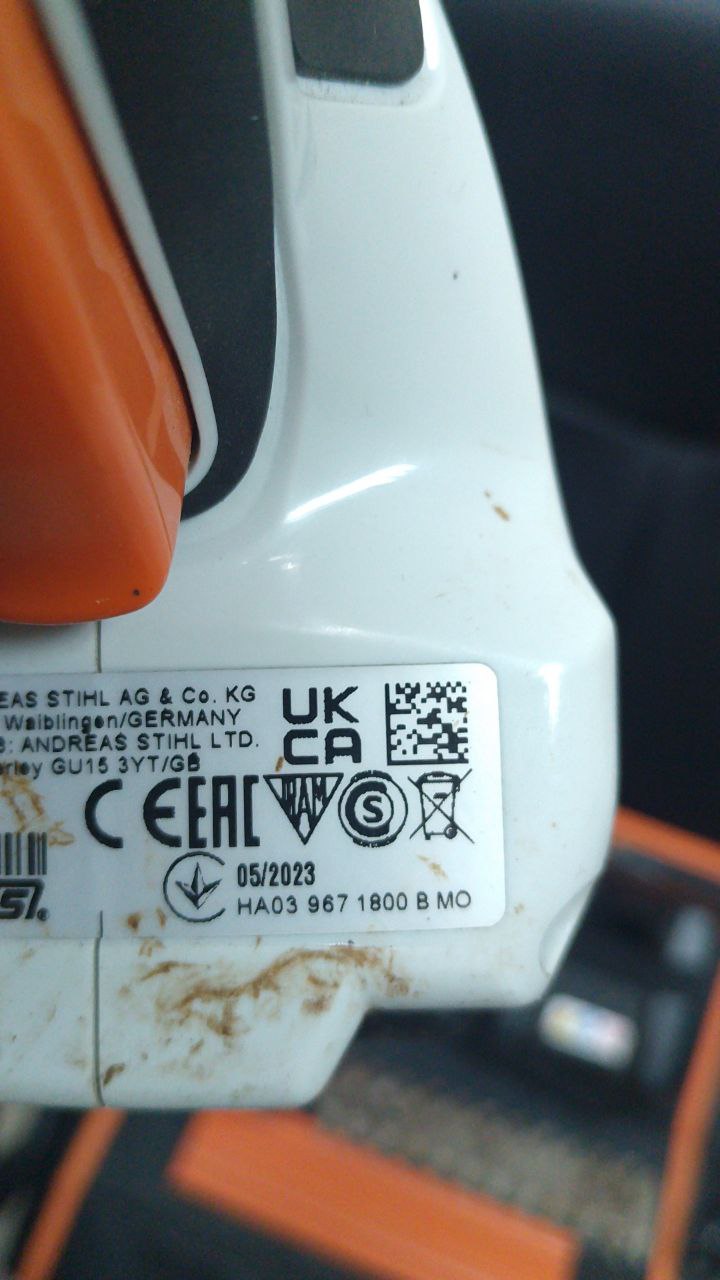 EAS STIHL AG & Co. KG
Waiblingen/GERMANY
: ANDREAS STIHL LTD.
rley GU15 3YT/GB
UK
CA
CE EAC
S
05/2023
HA03 967 1800 B MO